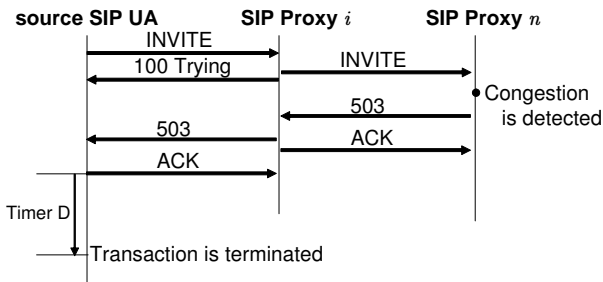 source SIP UA
SIP Proxy i
SIP Proxy n
INVITE
100 Trying
INVITE
Congestion
is detected
503
503
ACK
ACK
Timer D
Transaction is terminated